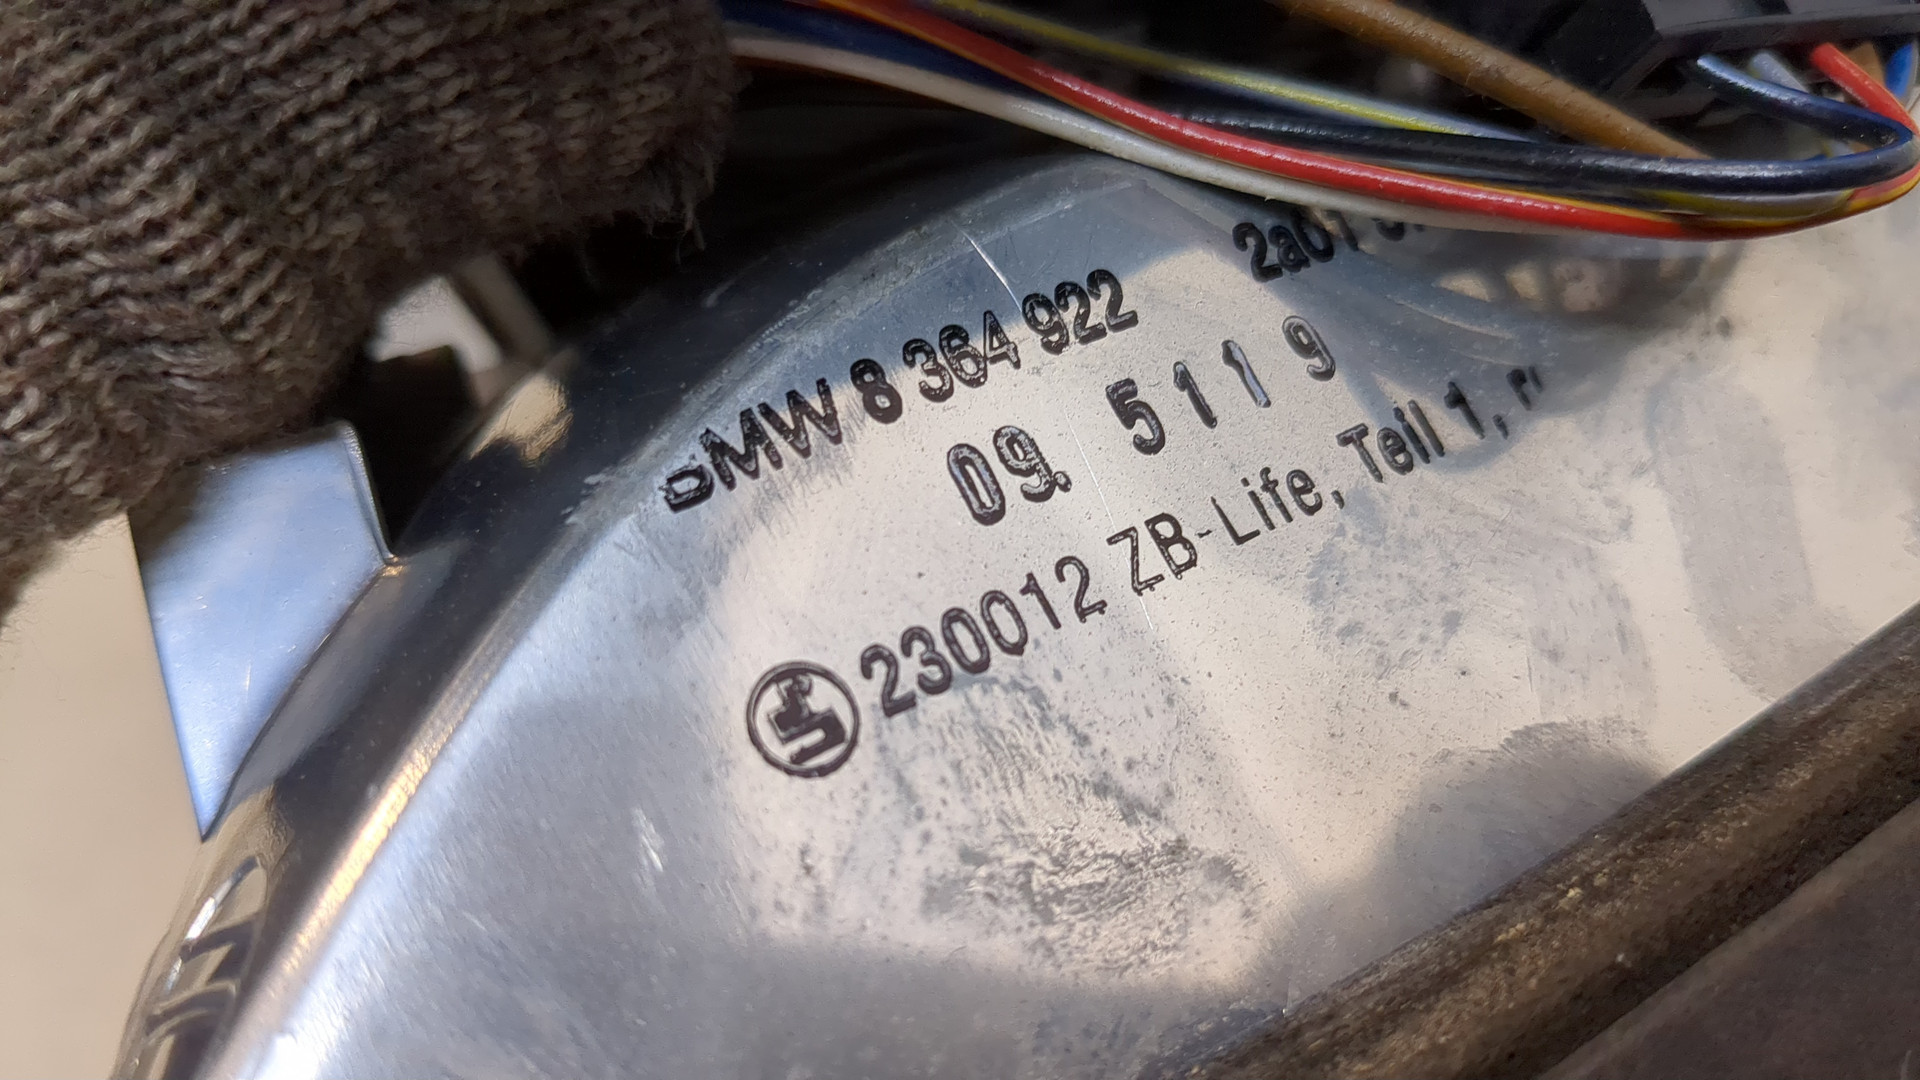 BMW 8 364 922
09. 5 1 1 9
230012 ZB-Life, Teil 1,